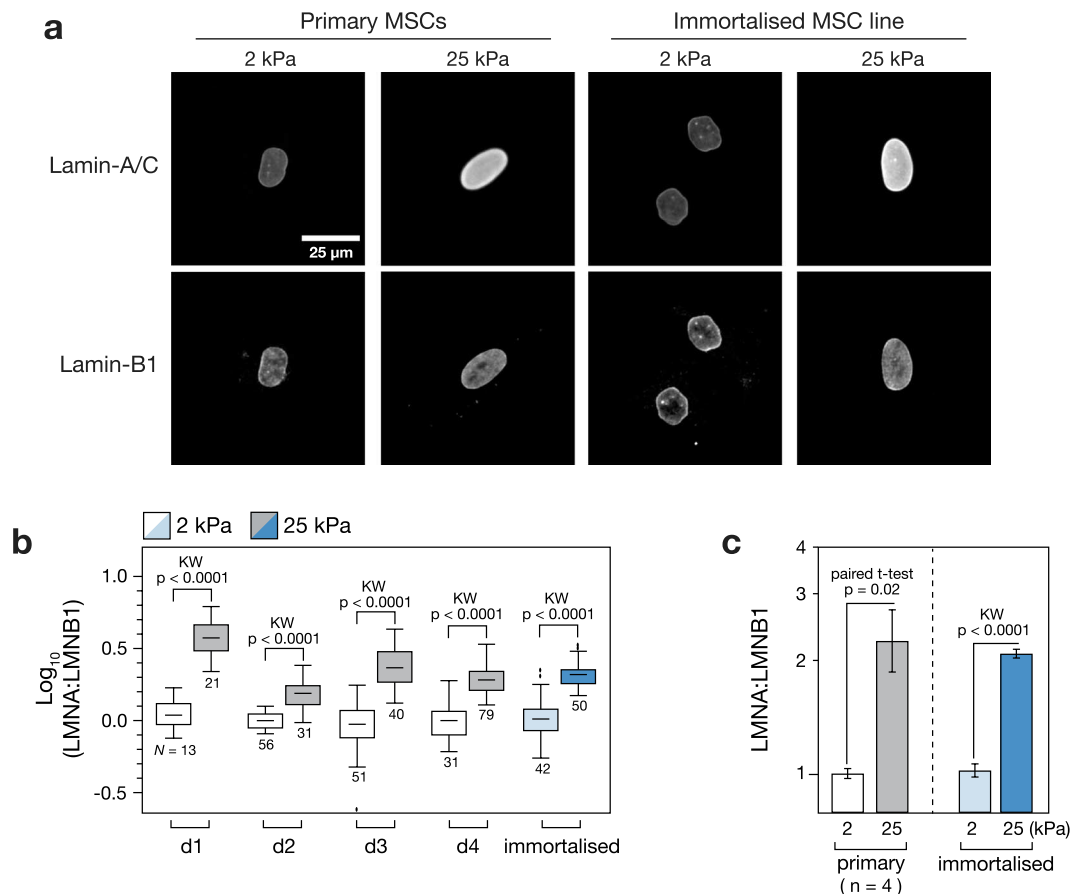 a
Primary MSCs
Immortalised MSC line
2 kPa
25 kPa
2 kPa
25 kPa
Lamin-A/C
25 µm
Lamin-B1
b
2 kPa
25 kPa
Log10
(LMNA:LMNB1)
1.0
0.5
0.0
-0.5
KW
p < 0.0001
KW
p < 0.0001
KW
p < 0.0001
KW
p < 0.0001
KW
p < 0.0001
N = 13
21
56
31
51
40
31
79
42
50
d1
d2
d3
d4
immortalised
c
LMNA:LMNB1
4
3
2
1
paired t-test
p = 0.02
KW
p < 0.0001
2
25
2
25 (kPa)
primary
( n = 4 )
immortalised